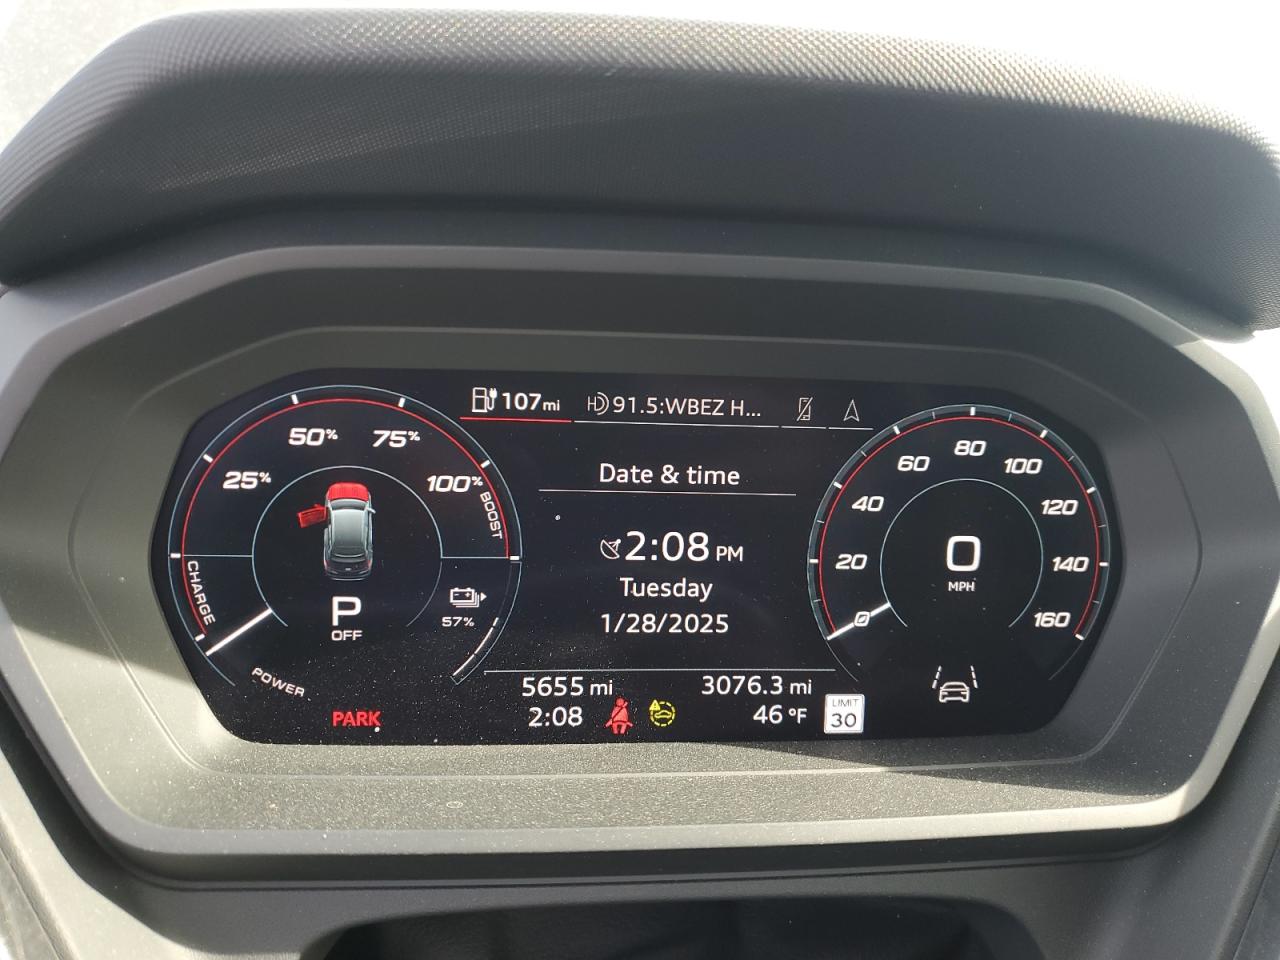 107mi
HD 91.5:WBEZ H...
25%
50%
75%
100%
BOOST
CHARGE
POWER
P
OFF
57%
PARK
Date & time
2:08 PM
Tuesday
1/28/2025
5655 mi
3076.3 mi
2:08
46 °F
LIMIT
30
0
20
40
60
80
100
120
140
160
0
MPH